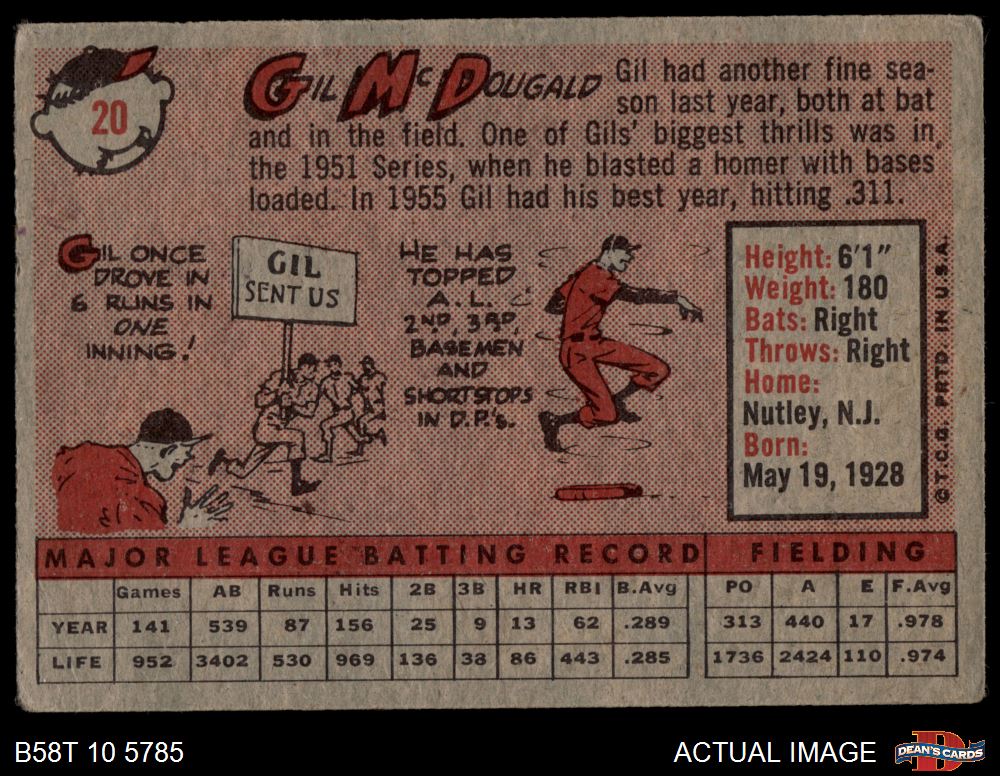 20
Gil McDougald
Gil had another fine sea-
son last year, both at bat
and in the field. One of Gils' biggest thrills was in
the 1951 Series, when he blasted a homer with bases
loaded. In 1955 Gil had his best year, hitting .311.
GIL ONCE
DROVE IN
6 RUNS IN
ONE
INNING!
GIL
SENT US
HE HAS
TOPPED
A.L.
2ND, 3RD,
BASEMEN
AND
SHORTSTOPS
IN D.P.'s.
Height: 6'1"
Weight: 180
Bats: Right
Throws: Right
Home:
Nutley, N.J.
Born:
May 19, 1928
© T.C.G. PRTD. IN U.S.A.
MAJOR LEAGUE BATTING RECORD FIELDING
Games AB Runs Hits 2B 3B HR RBI B.Avg PO A E F.Avg
YEAR 141 539 87 156 25 9 13 62 .289 313 440 17 .978
LIFE 952 3402 530 969 136 38 86 443 .285 1736 2424 110 .974
B58T 10 5785 ACTUAL IMAGE DEAN'S CARDS